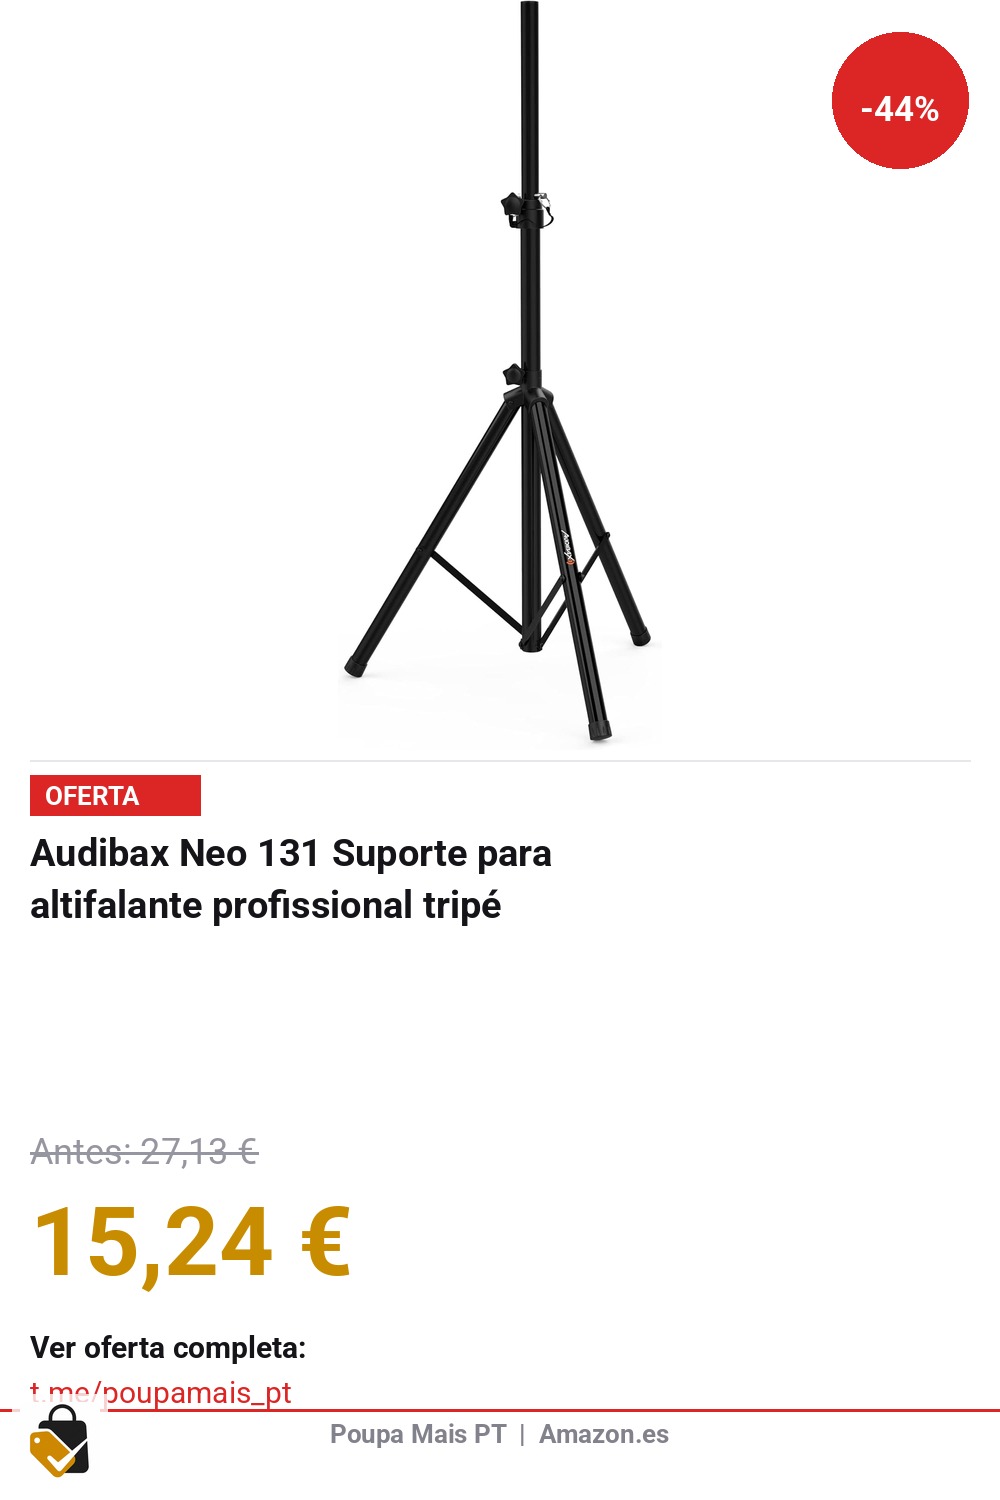 -44%
Audibax
OFERTA
Audibax Neo 131 Suporte para
altifalante profissional tripé
Antes: 27,13 €
15,24 €
Ver oferta completa:
t.me/poupamais_pt
Poupa Mais PT | Amazon.es